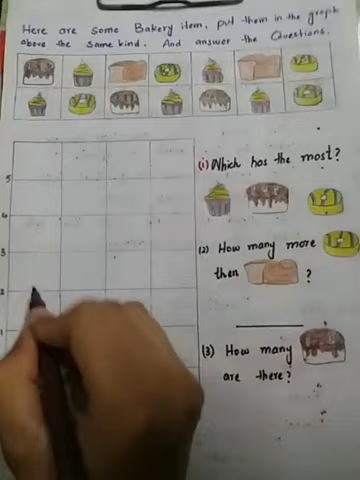 Here are some Bakery item, put them in the graph
above the same kind. And answer the Questions.
(1) Which has the most?
5
4
(2) How many more
3
then ?
2
1
(3) How many
are there?